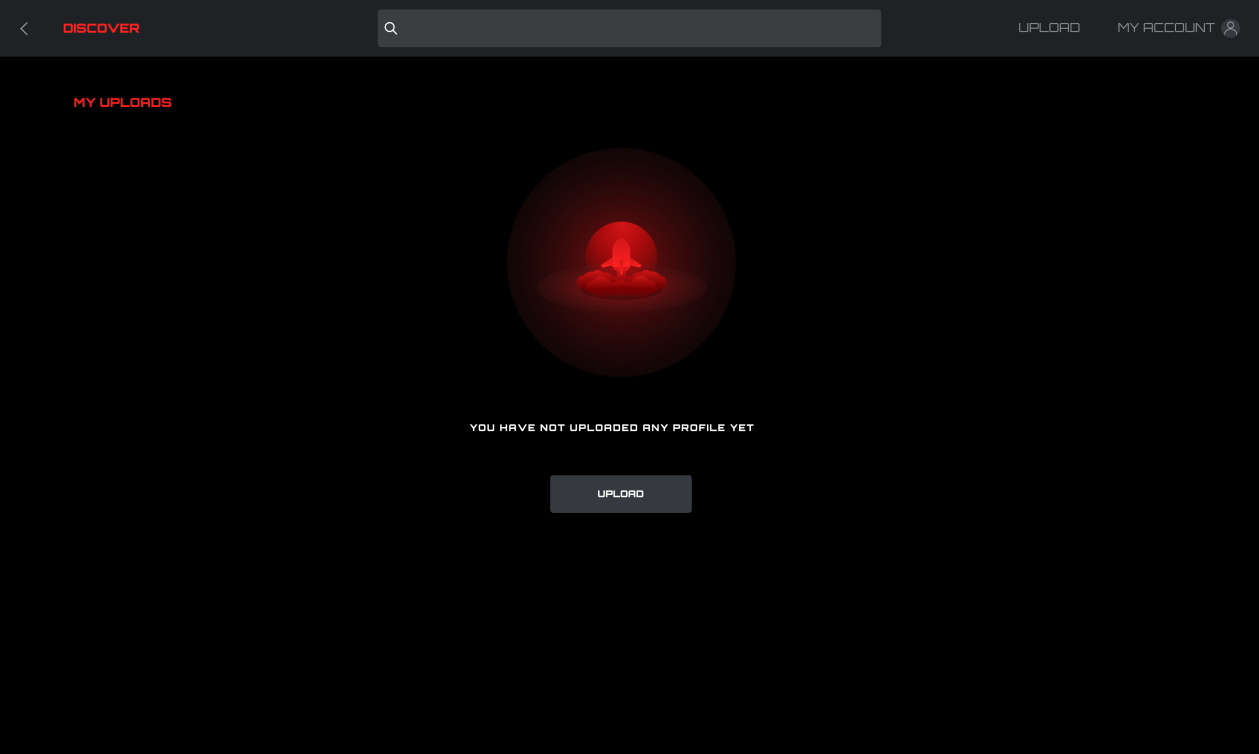 DISCOVER
UPLOAD
MY ACCOUNT
MY UPLOADS
YOU HAVE NOT UPLOADED ANY PROFILE YET
UPLOAD